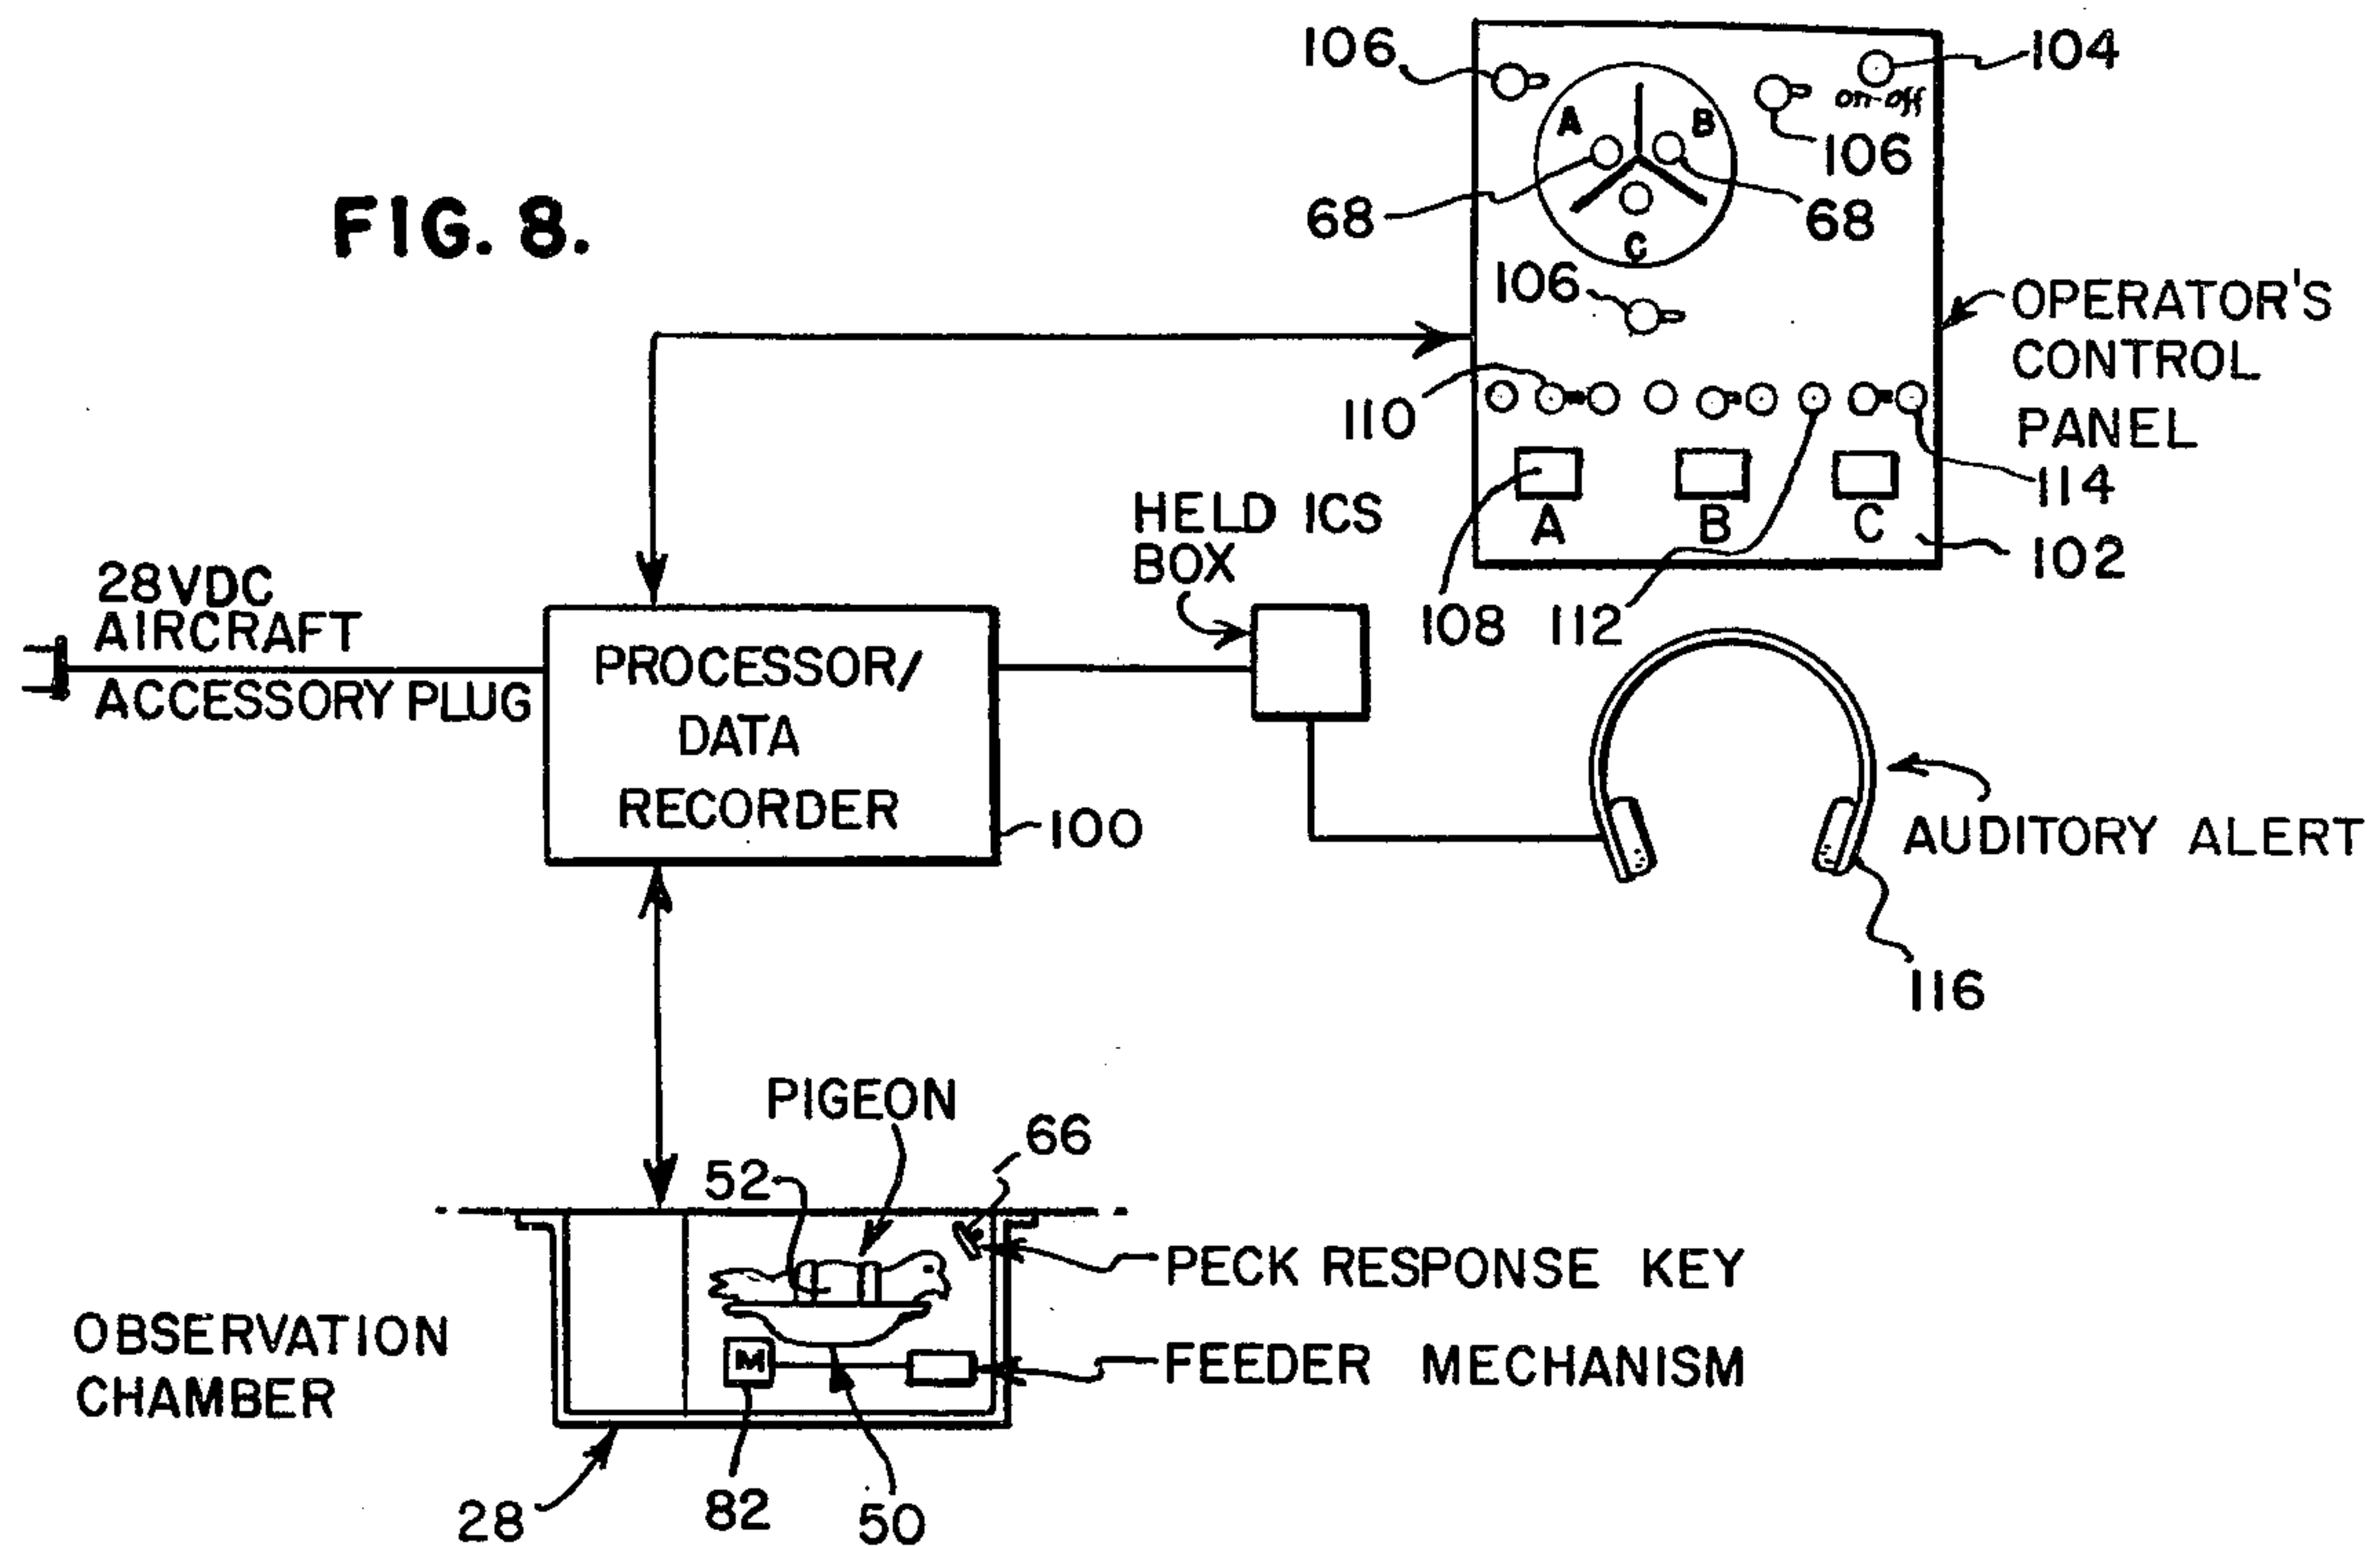 FIG. 8.
106
104
on-off
106
A
B
68
68
C
106
OPERATOR'S
CONTROL
PANEL
110
114
A
B
C
102
108
112
HELD ICS
BOX
28VDC
AIRCRAFT
ACCESSORY PLUG
PROCESSOR/
DATA
RECORDER
100
AUDITORY ALERT
116
PIGEON
66
52
PECK RESPONSE KEY
OBSERVATION
CHAMBER
M
FEEDER MECHANISM
28
82
50